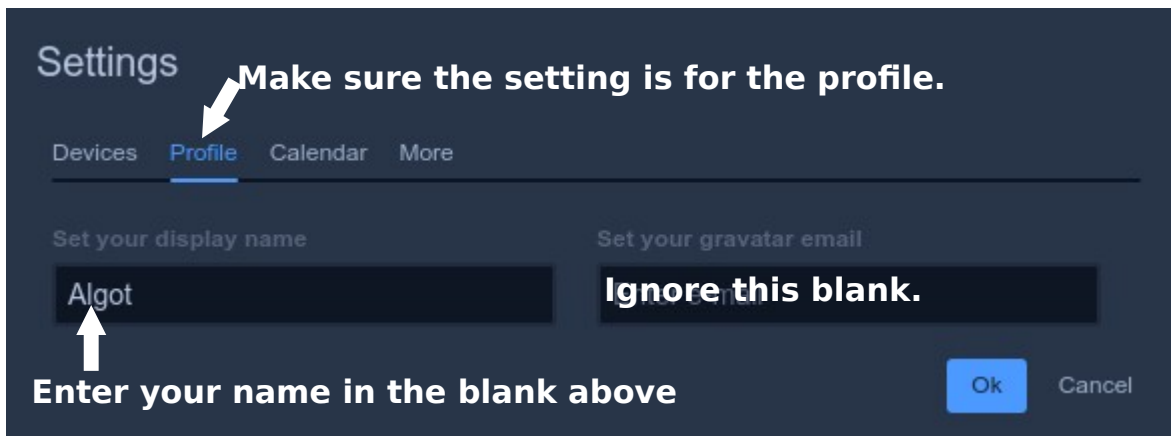 Settings
Make sure the setting is for the profile.
Devices Profile Calendar More
Set your display name Set your gravatar email
Algot Ignore this blank.
Enter your name in the blank above
Ok Cancel